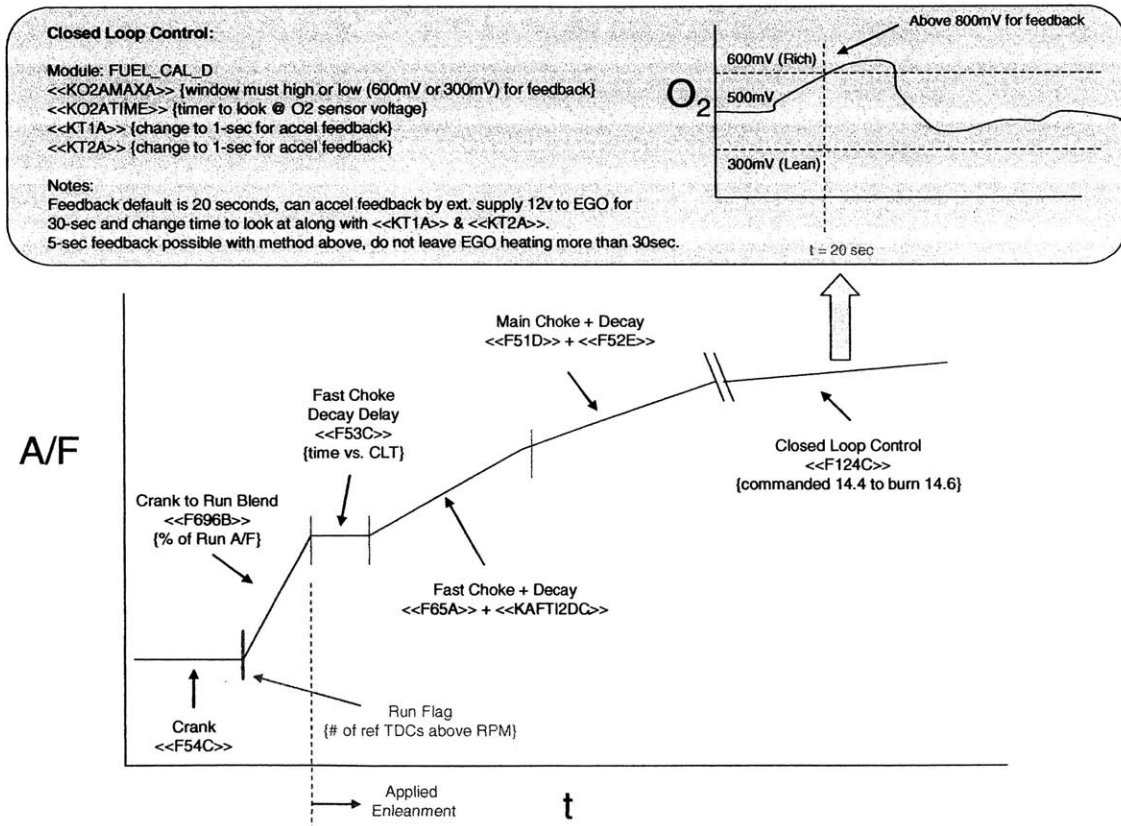 Closed Loop Control:
Module: FUEL_CAL_D
<<KO2AMAXA>> {window must high or low (600mV or 300mV) for feedback}
<<KO2ATIME>> {timer to look @ O2 sensor voltage}
<<KT1A>> {change to 1-sec for accel feedback}
<<KT2A>> {change to 1-sec for accel feedback}
Notes:
Feedback default is 20 seconds, can accel feedback by ext. supply 12v to EGO for
30-sec and change time to look at along with <<KT1A>> & <<KT2A>>.
5-sec feedback possible with method above, do not leave EGO heating more than 30sec.
Above 800mV for feedback
600mV (Rich)
O2
500mV
300mV (Lean)
t = 20 sec
Main Choke + Decay
<<F51D>> + <<F52E>>
Fast Choke
Decay Delay
<<F53C>>
{time vs. CLT}
A/F
Closed Loop Control
<<F124C>>
{commanded 14.4 to burn 14.6}
Crank to Run Blend
<<F696B>>
{% of Run A/F}
Fast Choke + Decay
<<F65A>> + <<KAFTI2DC>>
Run Flag
{# of ref TDCs above RPM}
Crank
<<F54C>>
Applied
Enleanment
t